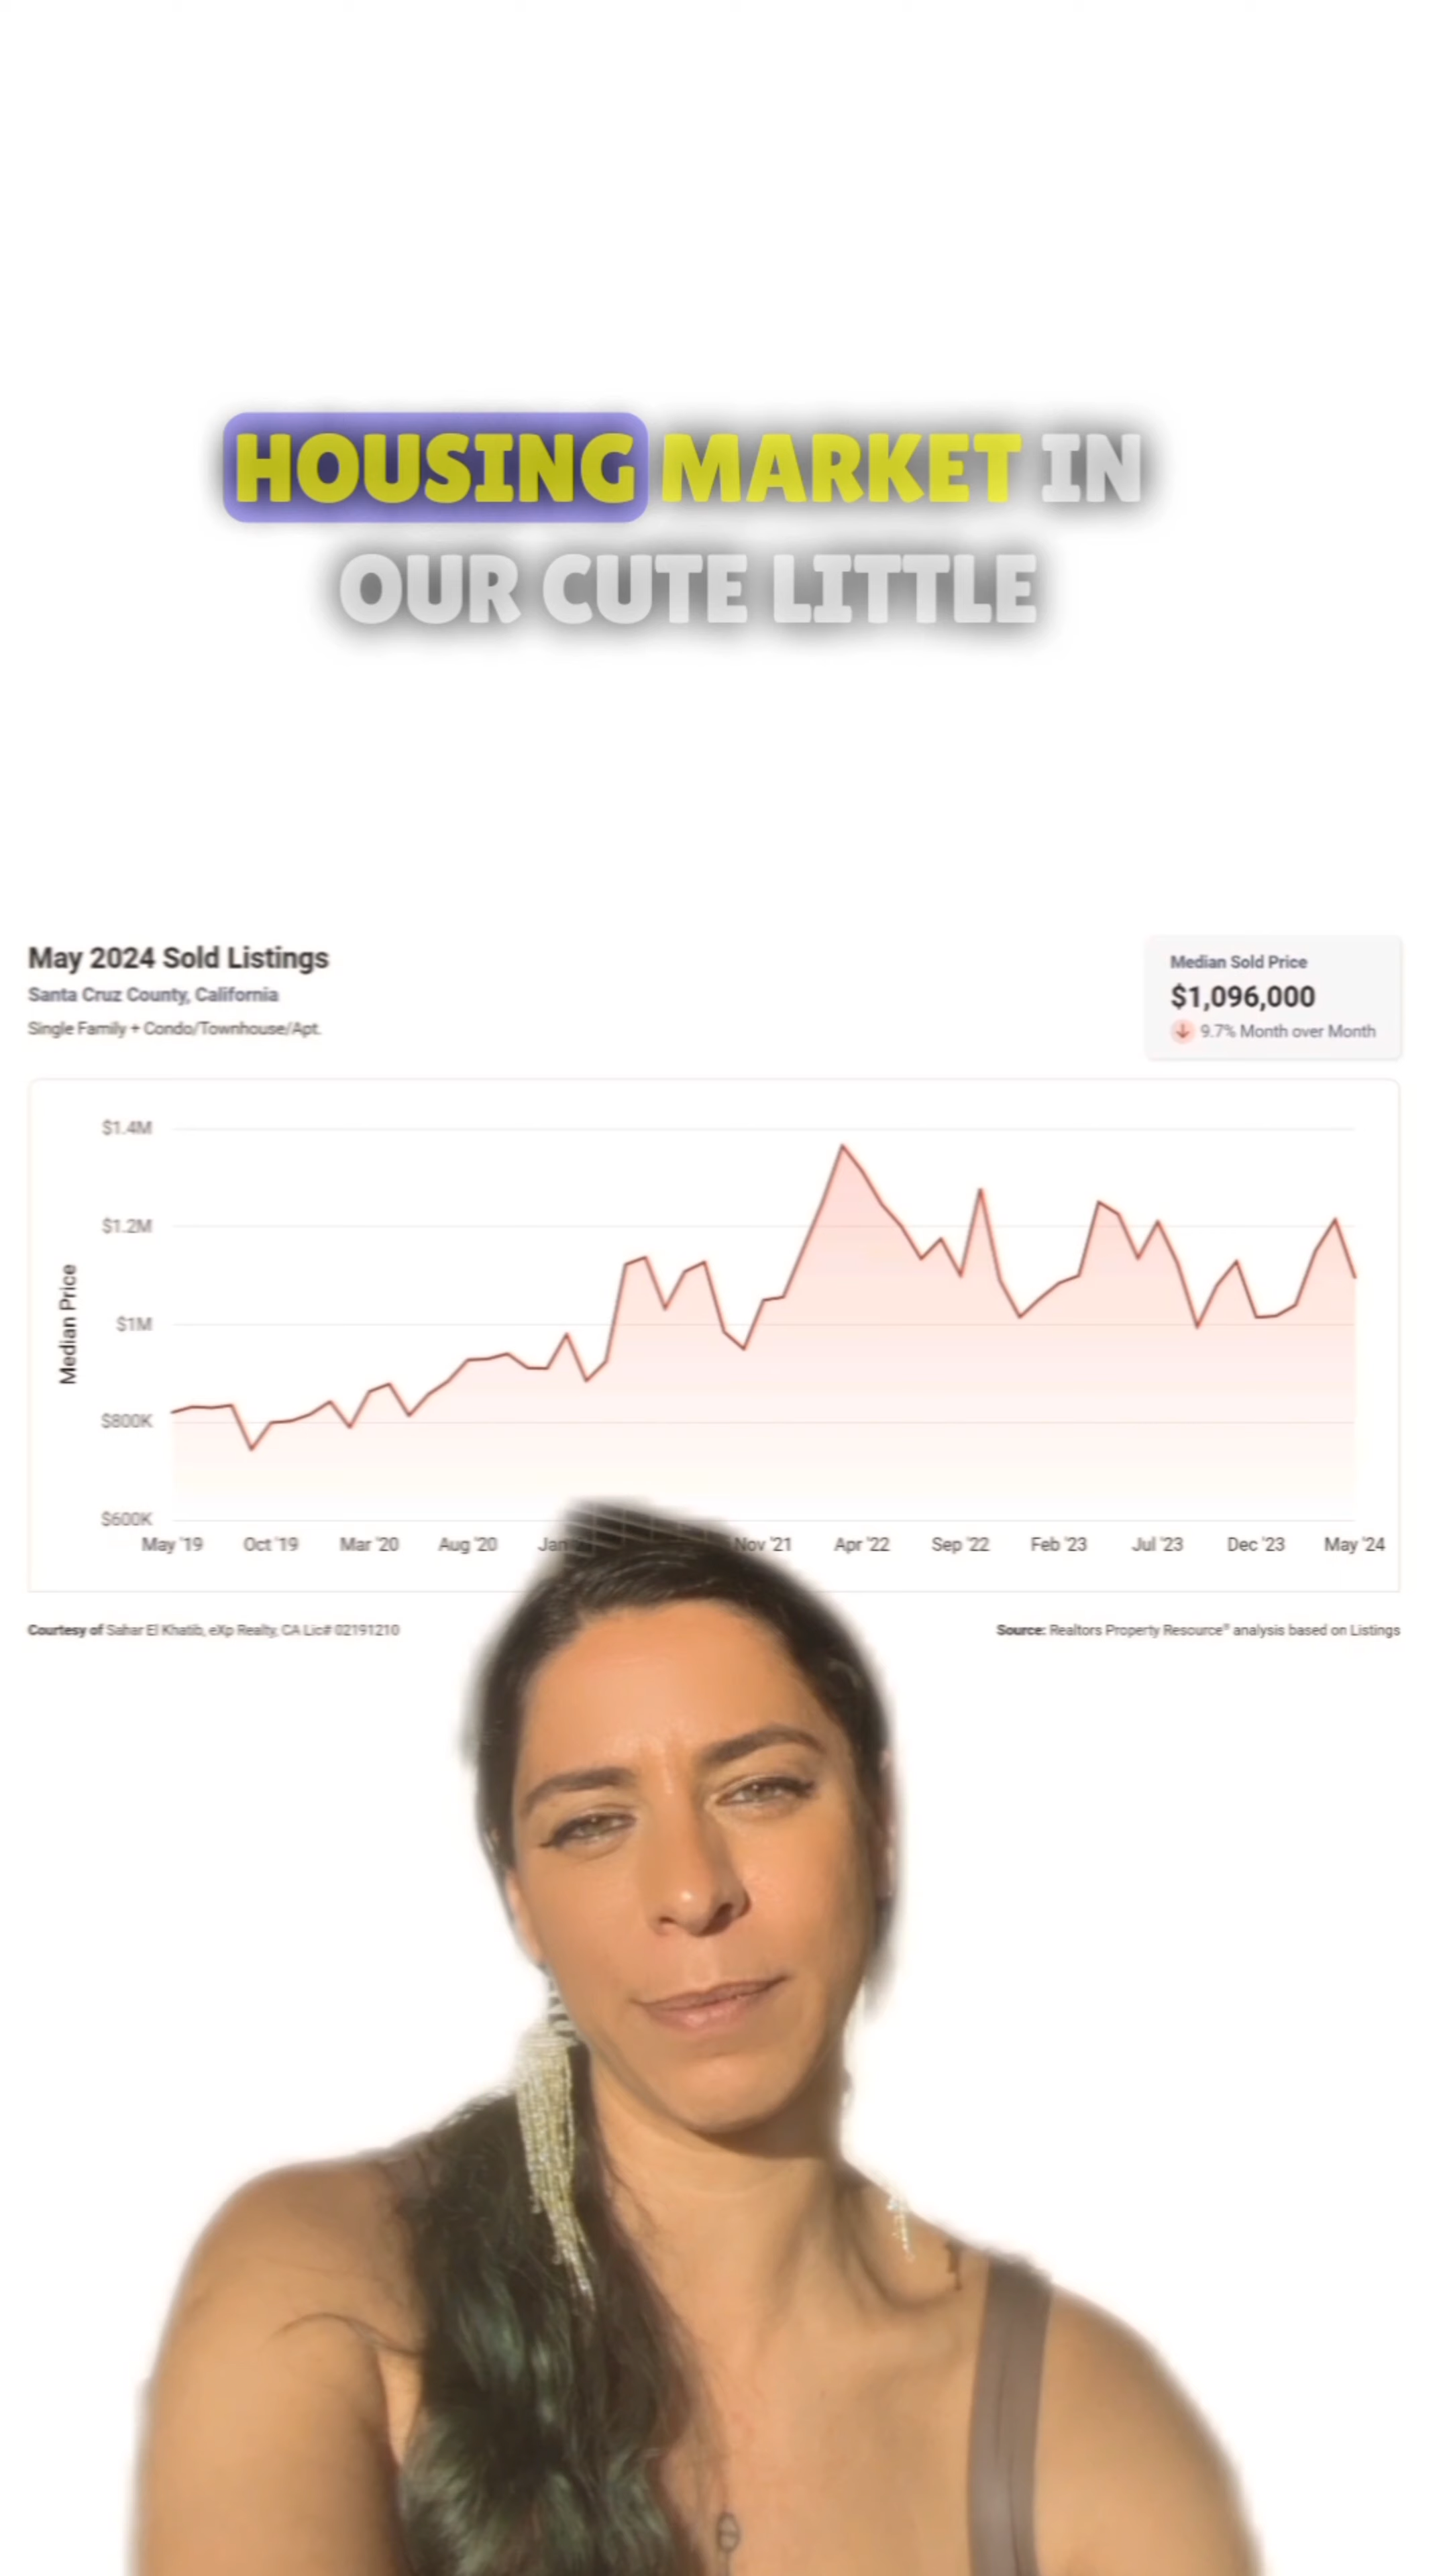 HOUSING MARKET IN
OUR CUTE LITTLE
May 2024 Sold Listings
Santa Cruz County, California
Single Family + Condo/Townhouse/Apt.
Median Sold Price
$1,096,000
9.7% Month over Month
Median Price
$1.4M
$1.2M
$1M
$800K
$600K
May '19 Oct '19 Mar '20 Aug '20 Jan Nov '21 Apr '22 Sep '22 Feb '23 Jul '23 Dec '23 May '24
Courtesy of Sahar El Khatib, eXp Realty, CA Lic# 02191210
Source: Realtors Property Resource® analysis based on Listings